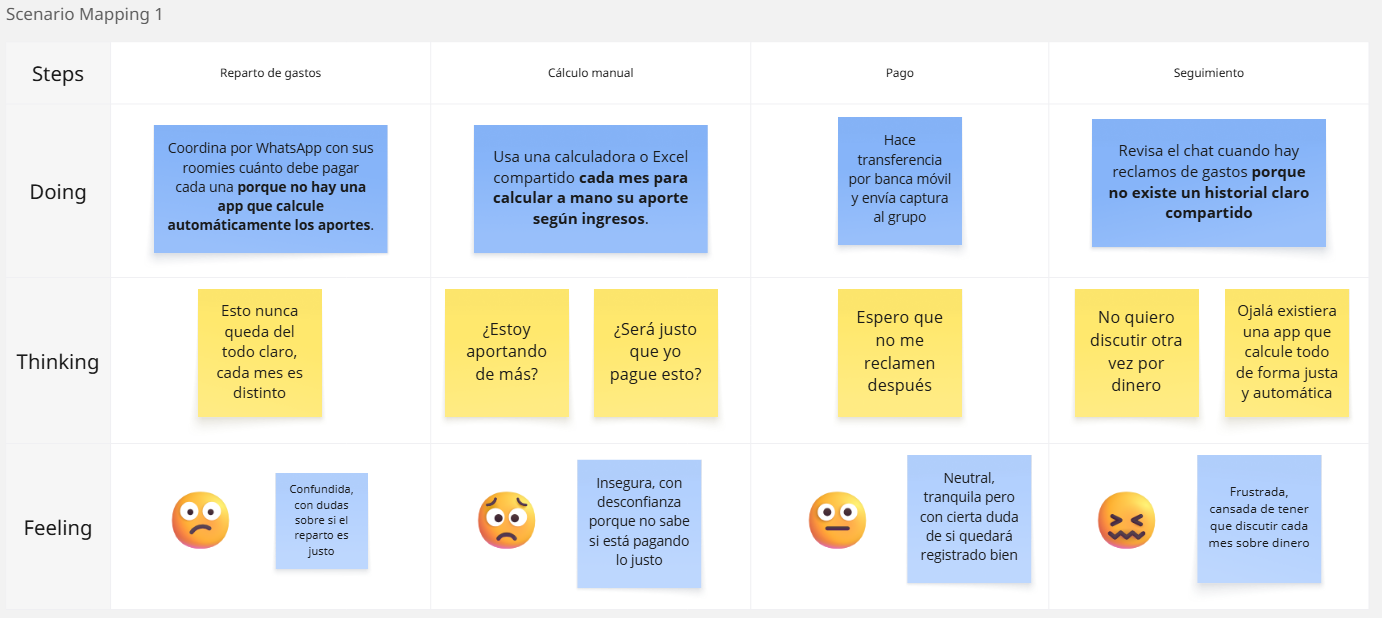 Scenario Mapping 1
Steps
Reparto de gastos
Cálculo manual
Pago
Seguimiento
Doing
Coordina por WhatsApp con sus
roomies cuánto debe pagar
cada una porque no hay una
app que calcule
automáticamente los aportes.
Usa una calculadora o Excel
compartido cada mes para
calcular a mano su aporte
según ingresos.
Hace
transferencia
por banca móvil
y envía captura
al grupo
Revisa el chat cuando hay
reclamos de gastos porque
no existe un historial claro
compartido
Thinking
Esto nunca
queda del
todo claro,
cada mes es
distinto
¿Estoy
aportando
de más?
¿Será justo
que yo
pague esto?
Espero que
no me
reclamen
después
No quiero
discutir otra
vez por
dinero
Ojalá existiera
una app que
calcule todo
de forma justa
y automática
Feeling
Confundida,
con dudas
sobre si el
reparto es
justo
Insegura, con
desconfianza
porque no sabe
si está pagando
lo justo
Neutral,
tranquila pero
con cierta duda
de si quedará
registrado bien
Frustrada,
cansada de tener
que discutir cada
mes sobre dinero